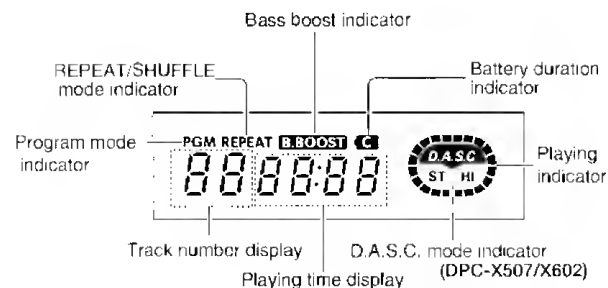 Bass boost indicator
REPEAT/SHUFFLE
mode indicator
Battery duration
indicator
Program mode
indicator
PGM REPEAT B.BOOST C
88 88:88
D.A.S.C
ST HI
Playing
indicator
Track number display
D.A.S.C. mode indicator
(DPC-X507/X602)
Playing time display